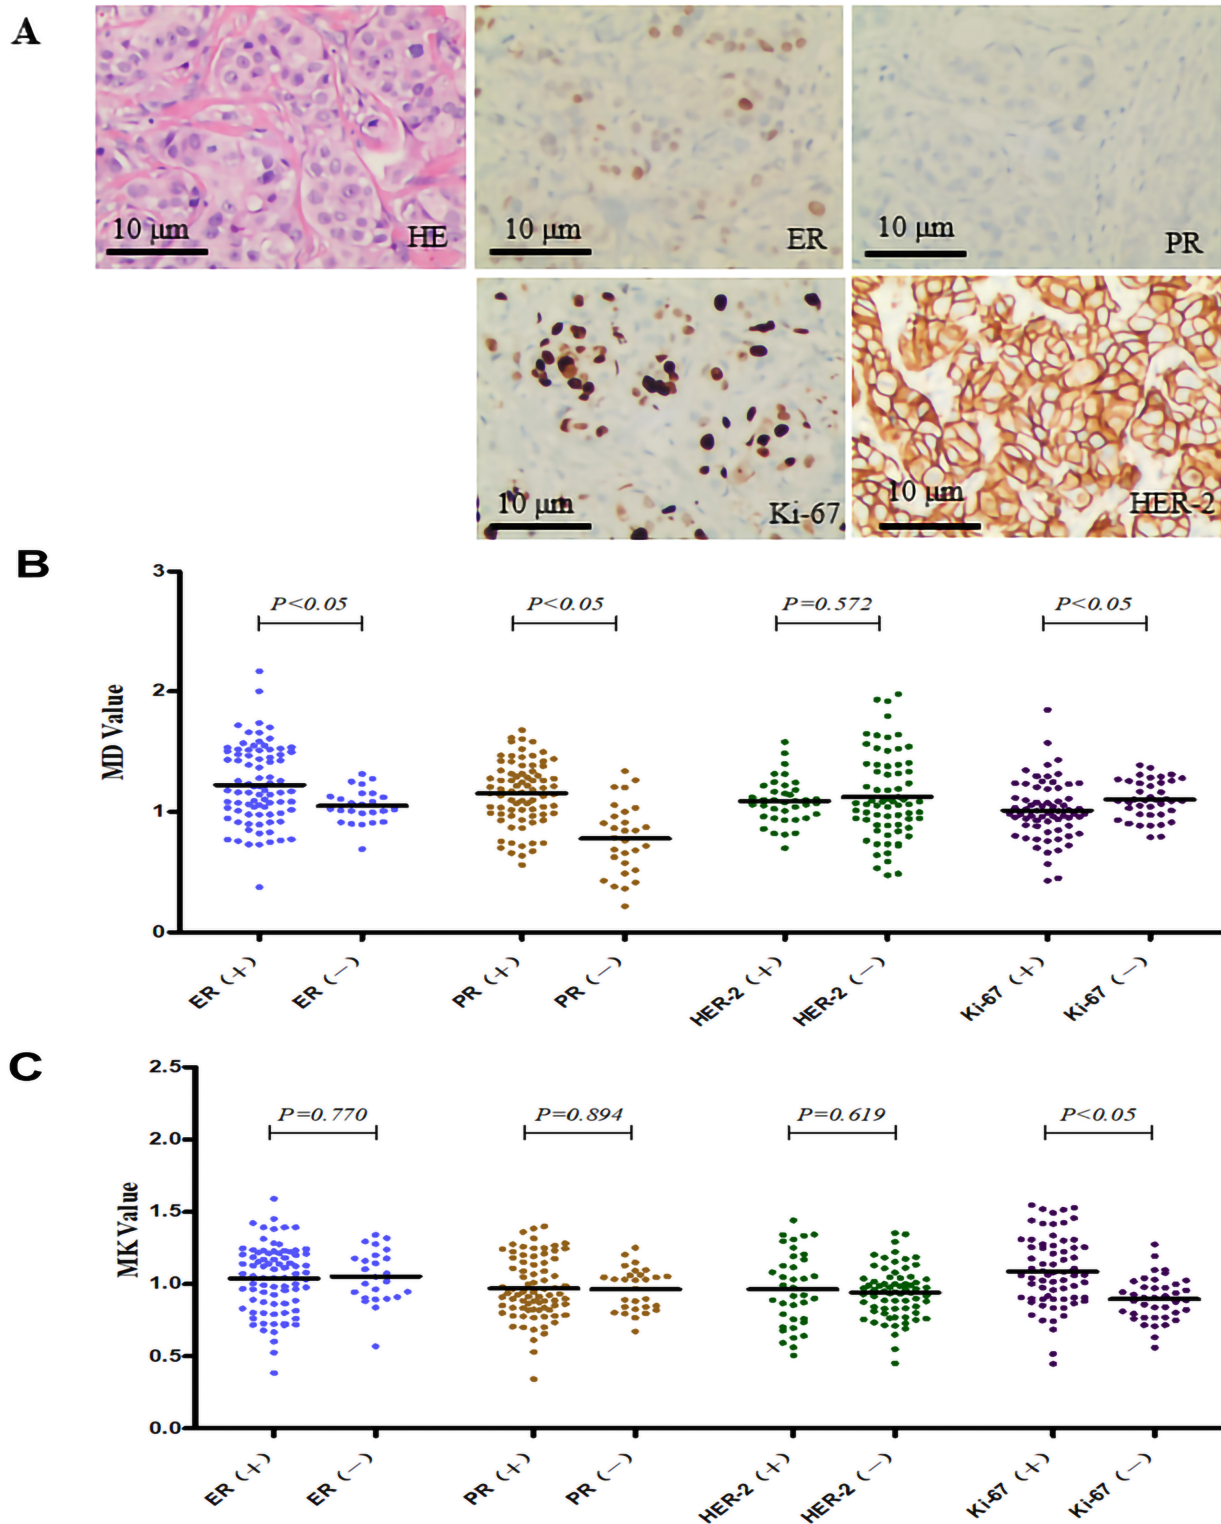 A
10 μm HE
10 μm ER
10 μm PR
10 μm Ki-67
10 μm HER-2
B
3
2
1
0
MD Value
P<0.05 P<0.05 P=0.572 P<0.05
ER (+) ER (—) PR (+) PR (—) HER-2 (+) HER-2 (—) Ki-67 (+) Ki-67 (—)
C
2.5
2.0
1.5
1.0
0.5
0.0
MK Value
P=0.770 P=0.894 P=0.619 P<0.05
ER (+) ER (—) PR (+) PR (—) HER-2 (+) HER-2 (—) Ki-67 (+) Ki-67 (—)